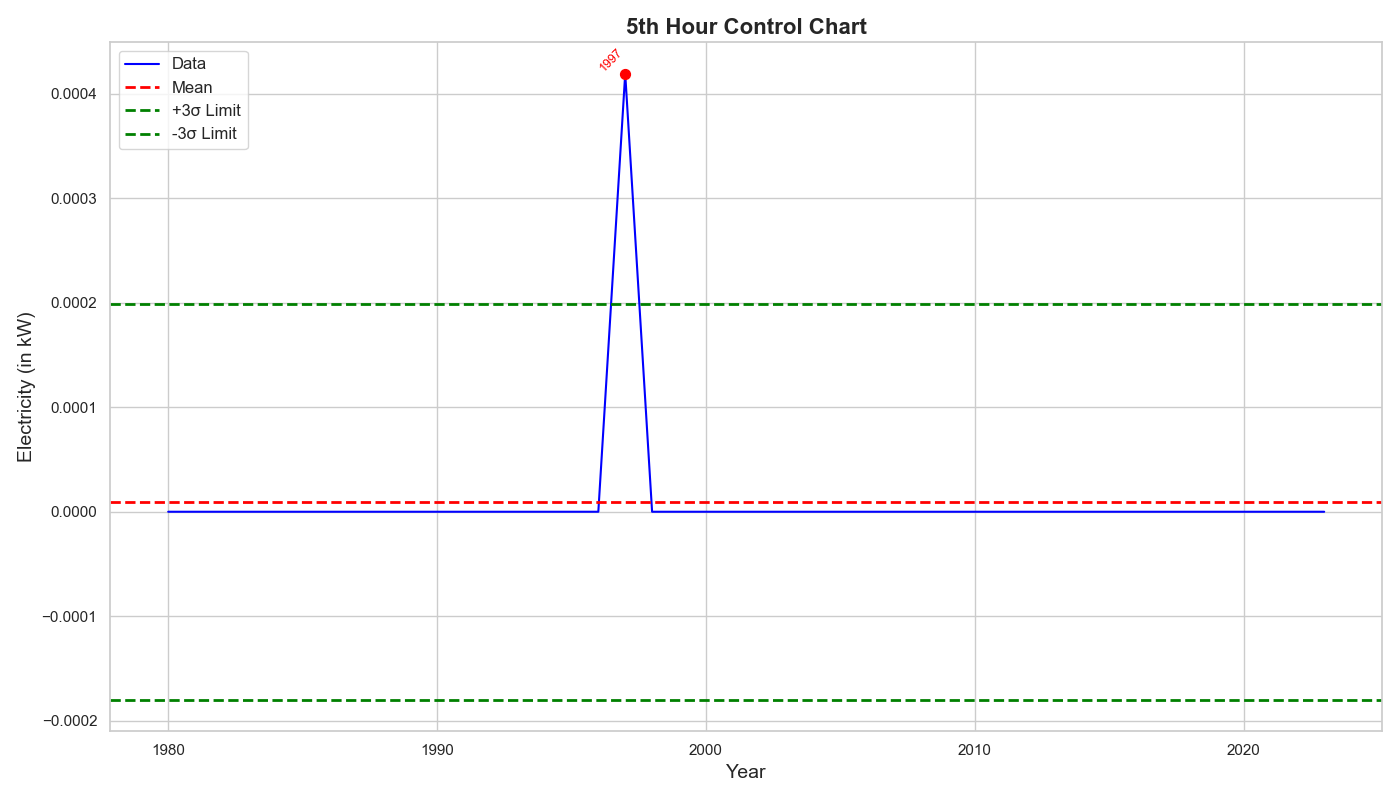 5th Hour Control Chart
Data
Mean
+3σ Limit
-3σ Limit
1997
0.0004
0.0003
0.0002
0.0001
0.0000
−0.0001
−0.0002
Electricity (in kW)
1980
1990
2000
2010
2020
Year